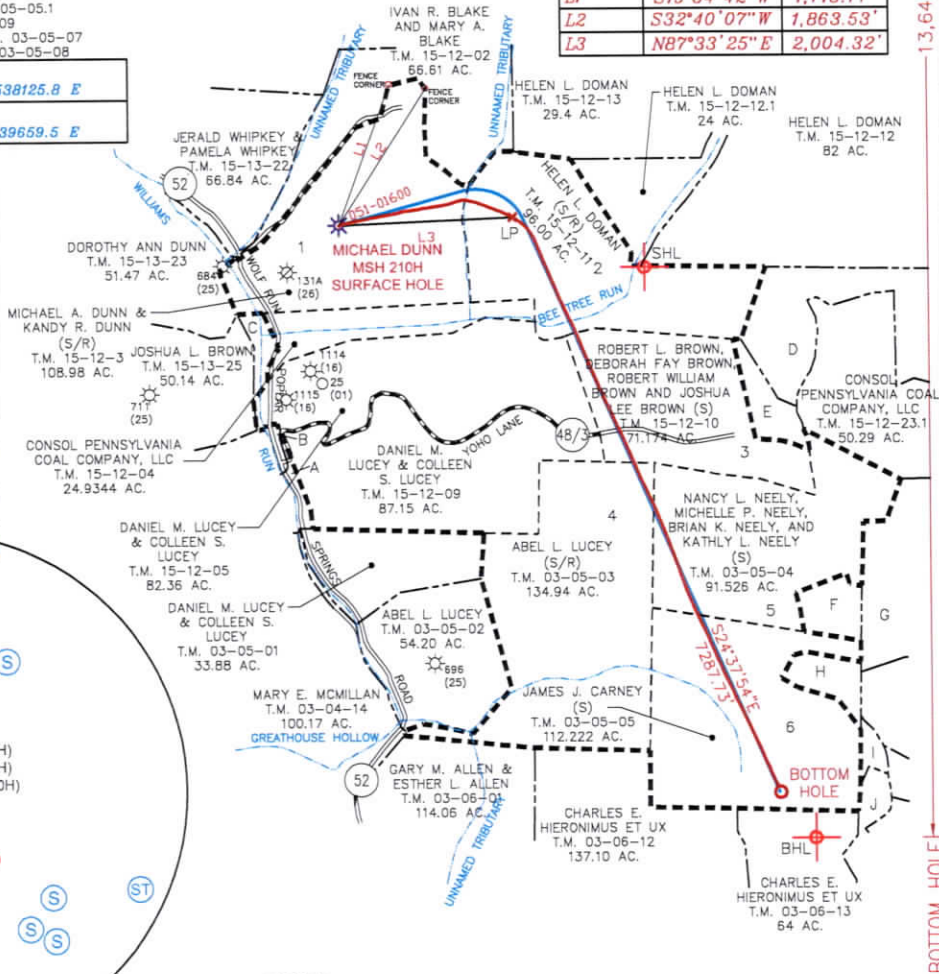 05-05.1
09
. 03-05-07
03-05-08
538125.8 E
39659.5 E
L2 S32°40'07"W 1,863.53'
L3 N87°33'25"E 2,004.32'
13,64
IVAN R. BLAKE
AND MARY A.
BLAKE
T.M. 15-12-02
66.61 AC.
UNNAMED TRIBUTARY
FENCE
CORNER
FENCE
CORNER
UNNAMED TRIBUTARY
HELEN L. DOMAN
T.M. 15-12-13
29.4 AC.
HELEN L. DOMAN
T.M. 15-12-12.1
24 AC.
HELEN L. DOMAN
T.M. 15-12-12
82 AC.
JERALD WHIPKEY &
PAMELA WHIPKEY
T.M. 15-13-22
66.84 AC.
52
WILLIAMS
L1
L2
051-01600
L3
LP
HELEN L. DOMAN
(S/R)
T.M. 15-12-11
96.00 AC.
2
SHL
DOROTHY ANN DUNN
T.M. 15-13-23
51.47 AC.
684
(25)
1
MICHAEL DUNN
MSH 210H
SURFACE HOLE
WOLF RUN
131A
(26)
MICHAEL A. DUNN &
KANDY R. DUNN
(S/R)
T.M. 15-12-3
108.98 AC.
C
BEE TREE RUN
JOSHUA L. BROWN
T.M. 15-13-25
50.14 AC.
1114
(16)
25
(01)
1115
(16)
717
(25)
ROBERT L. BROWN,
DEBORAH FAY BROWN,
ROBERT WILLIAM
BROWN AND JOSHUA
LEE BROWN (S)
T.M. 15-12-10
71.174 AC.
D
E
CONSOL
PENNSYLVANIA COAL
COMPANY, LLC
T.M. 15-12-23.1
50.29 AC.
3
CONSOL PENNSYLVANIA
COAL COMPANY, LLC
T.M. 15-12-04
24.9344 AC.
RUN
B
A
YOHO LANE
48/3
DANIEL M.
LUCEY & COLLEEN
S. LUCEY
T.M. 15-12-09
87.15 AC.
4
NANCY L. NEELY,
MICHELLE P. NEELY,
BRIAN K. NEELY, AND
KATHLY L. NEELY
(S)
T.M. 03-05-04
91.526 AC.
DANIEL M. LUCEY
& COLLEEN S.
LUCEY
T.M. 15-12-05
82.36 AC.
SPRINGS
ABEL L. LUCEY
(S/R)
T.M. 03-05-03
134.94 AC.
5
F
G
DANIEL M. LUCEY
& COLLEEN S.
LUCEY
T.M. 03-05-01
33.88 AC.
ABEL L. LUCEY
T.M. 03-05-02
54.20 AC.
696
(25)
S24°37'54"E
7287.73'
H
S
ROAD
MARY E. MCMILLAN
T.M. 03-04-14
100.17 AC.
GREATHOUSE HOLLOW
JAMES J. CARNEY
(S)
T.M. 03-05-05
112.222 AC.
6
I
H)
H)
0H)
52
GARY M. ALLEN &
ESTHER L. ALLEN
T.M. 03-06-01
114.06 AC.
UNNAMED TRIBUTARY
BOTTOM
HOLE
J
CHARLES E.
HIERONIMUS ET UX
T.M. 03-06-12
137.10 AC.
BHL
CHARLES E.
HIERONIMUS ET UX
T.M. 03-06-13
64 AC.
BOTTOM HOLE
S
ST
S
S